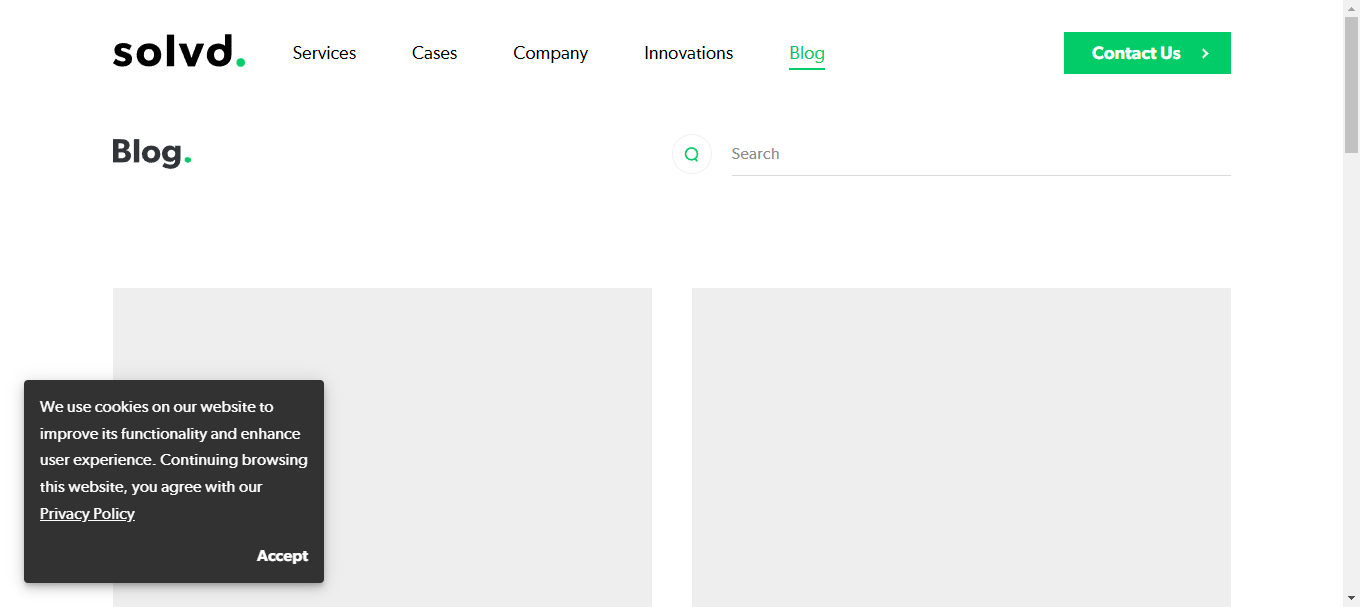 solvd.
Services
Cases
Company
Innovations
Blog
Contact Us
Blog.
Search
We use cookies on our website to
improve its functionality and enhance
user experience. Continuing browsing
this website, you agree with our
Privacy Policy
Accept